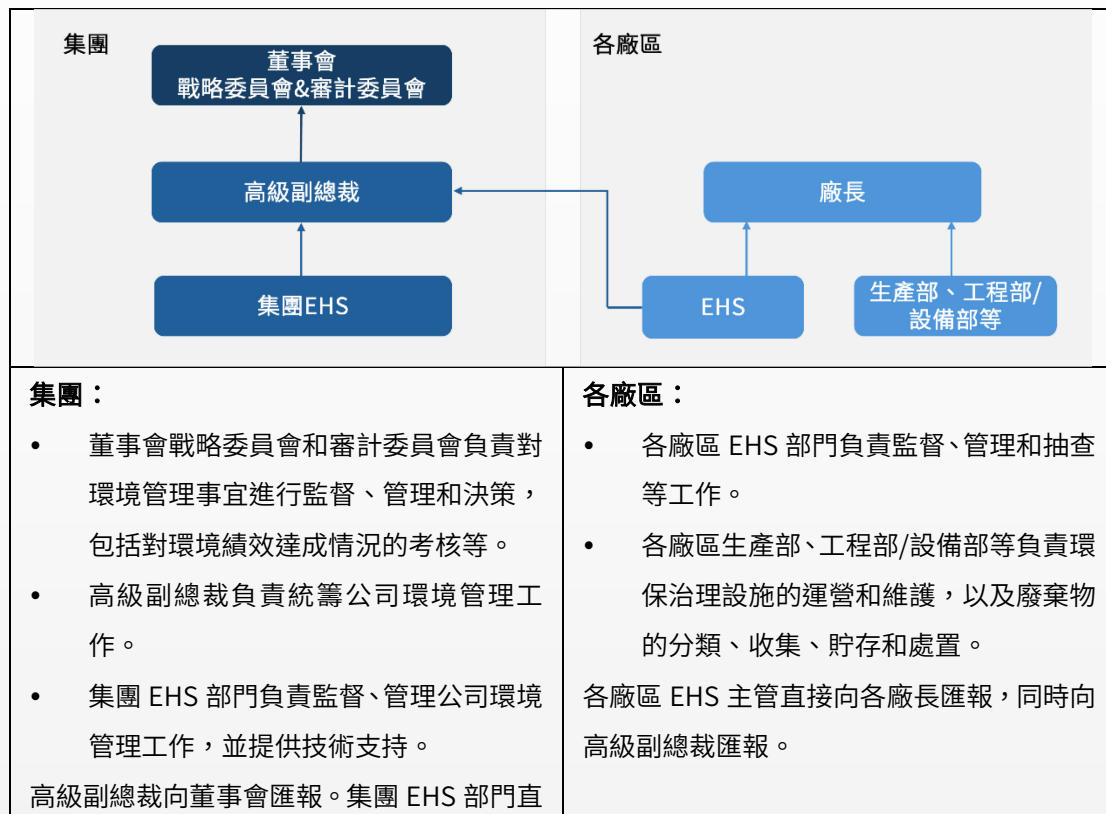 集團
董事會
戰略委員會&審計委員會
高級副總裁
集團EHS
各廠區
廠長
EHS
生產部、工程部/
設備部等
集團：
• 董事會戰略委員會和審計委員會負責對
環境管理事宜進行監督、管理和決策，
包括對環境績效達成情況的考核等。
• 高級副總裁負責統籌公司環境管理工
作。
• 集團 EHS 部門負責監督、管理公司環境
管理工作，並提供技術支持。
高級副總裁向董事會匯報。集團 EHS 部門直
各廠區：
• 各廠區 EHS 部門負責監督、管理和抽查
等工作。
• 各廠區生產部、工程部/設備部等負責環
保治理設施的運營和維護，以及廢棄物
的分類、收集、貯存和處置。
各廠區 EHS 主管直接向各廠長匯報，同時向
高級副總裁匯報。